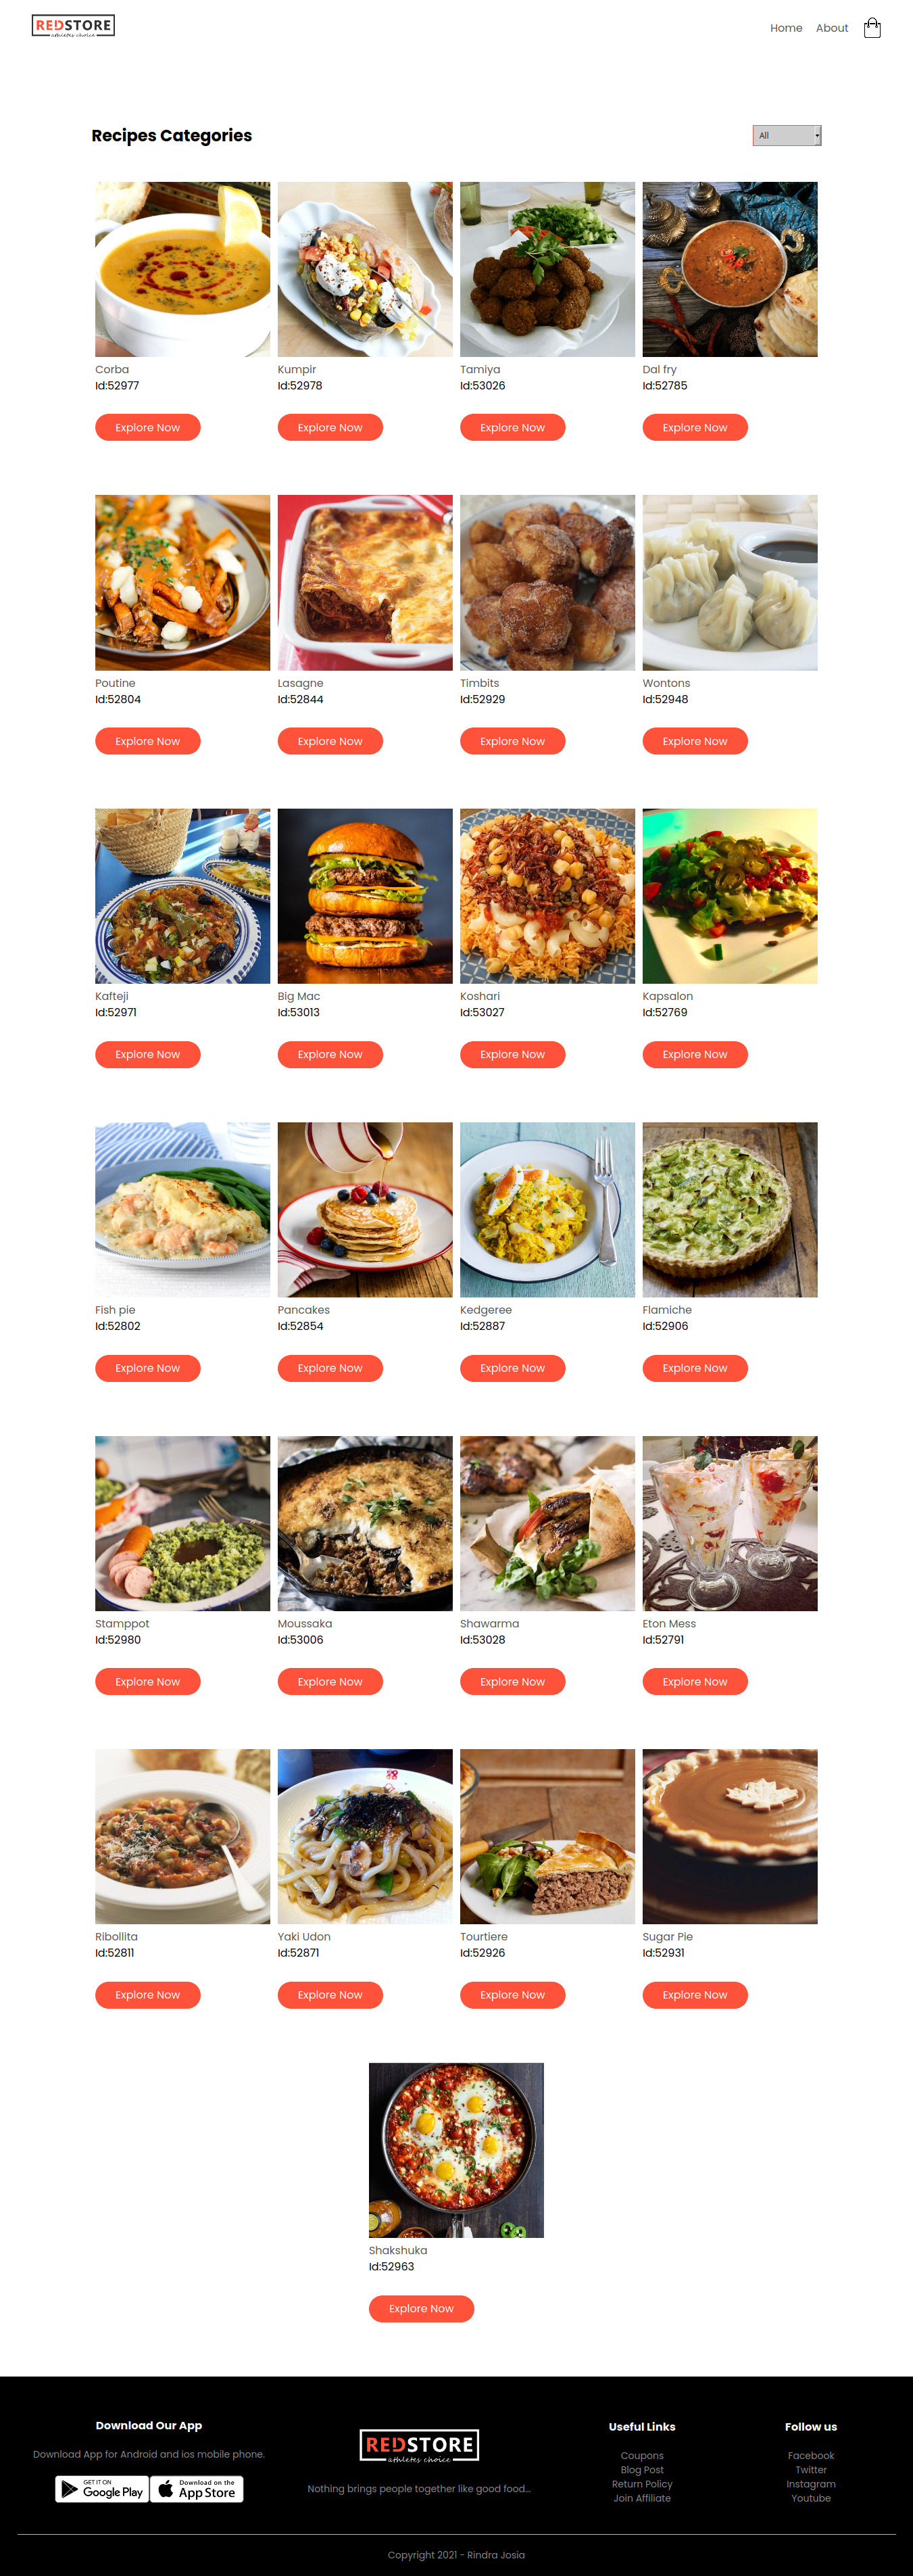 REDSTORE
athletes choice
Home About
Recipes Categories
All
Corba
Id:52977
Explore Now
Kumpir
Id:52978
Explore Now
Tamiya
Id:53026
Explore Now
Dal fry
Id:52785
Explore Now
Poutine
Id:52804
Explore Now
Lasagne
Id:52844
Explore Now
Timbits
Id:52929
Explore Now
Wontons
Id:52948
Explore Now
Kafteji
Id:52971
Explore Now
Big Mac
Id:53013
Explore Now
Koshari
Id:53027
Explore Now
Kapsalon
Id:52769
Explore Now
Fish pie
Id:52802
Explore Now
Pancakes
Id:52854
Explore Now
Kedgeree
Id:52887
Explore Now
Flamiche
Id:52906
Explore Now
Stamppot
Id:52980
Explore Now
Moussaka
Id:53006
Explore Now
Shawarma
Id:53028
Explore Now
Eton Mess
Id:52791
Explore Now
Ribollita
Id:52811
Explore Now
Yaki Udon
Id:52871
Explore Now
Tourtiere
Id:52926
Explore Now
Sugar Pie
Id:52931
Explore Now
Shakshuka
Id:52963
Explore Now
Download Our App
Download App for Android and ios mobile phone.
GET IT ON
Google Play
Download on the
App Store
REDSTORE
athletes choice
Nothing brings people together like good food...
Useful Links
Coupons
Blog Post
Return Policy
Join Affiliate
Follow us
Facebook
Twitter
Instagram
Youtube
Copyright 2021 - Rindra Josia